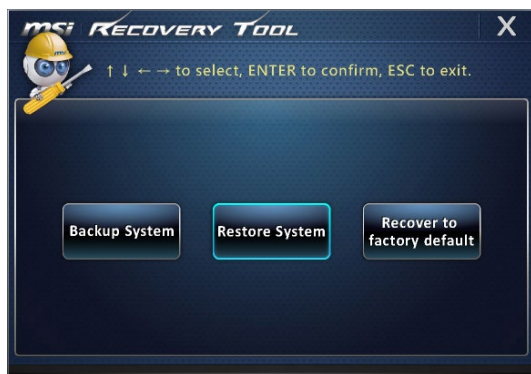 msi RECOVERY TOOL X
↑ ↓ ← → to select, ENTER to confirm, ESC to exit.
Backup System
Restore System
Recover to
factory default